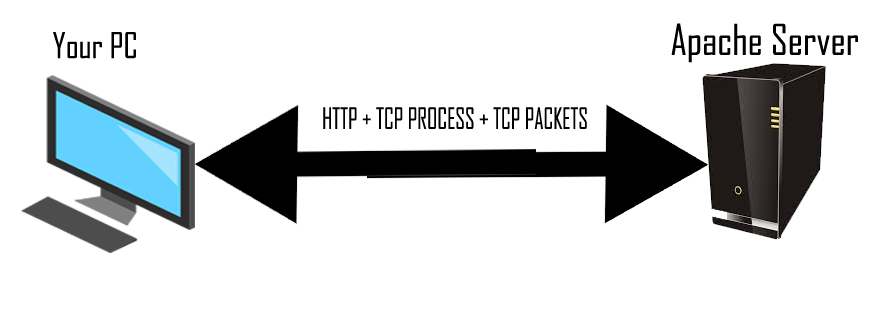 Your PC
Apache Server
HTTP + TCP PROCESS + TCP PACKETS